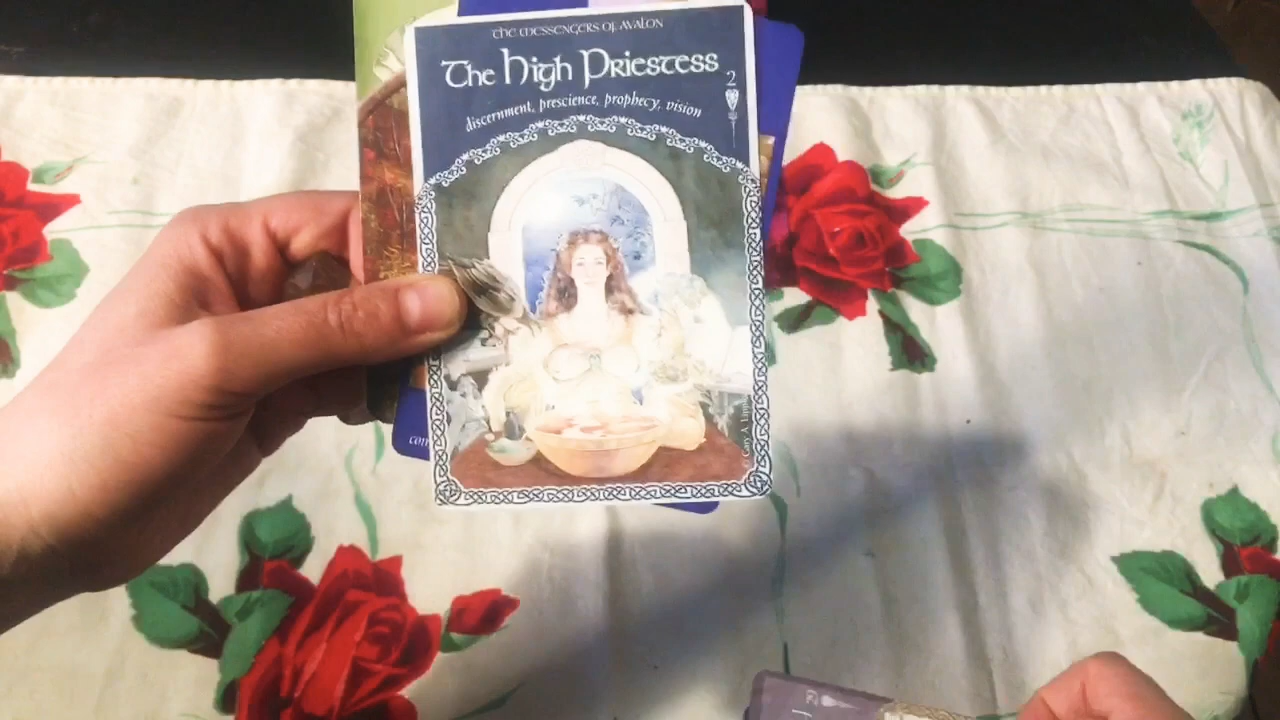 the messengers of avalon
The High Priestess
2
discernment, prescience, prophecy, vision